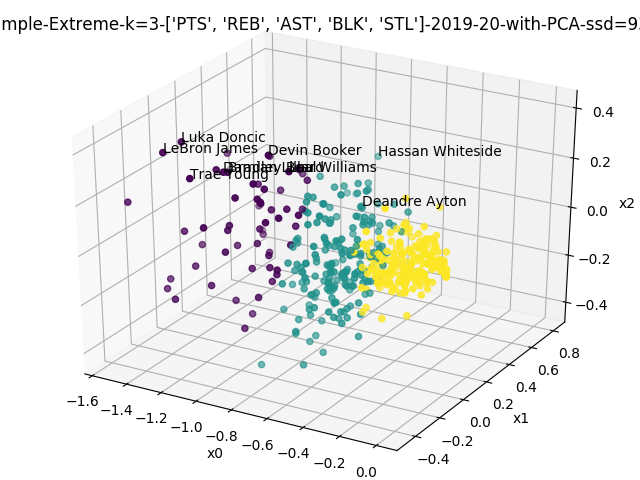 mple-Extreme-k=3-['PTS', 'REB', 'AST', 'BLK', 'STL']-2019-20-with-PCA-ssd=9
Luka Doncic
LeBron James
Devin Booker
Hassan Whiteside
Williams
Trae Young
Deandre Ayton
0.4
0.2
0.0
−0.2
−0.4
x2
−1.6
−1.4
−1.2
−1.0
−0.8
−0.6
−0.4
−0.2
0.0
x0
−0.4
−0.2
0.0
0.2
0.4
0.6
0.8
x1